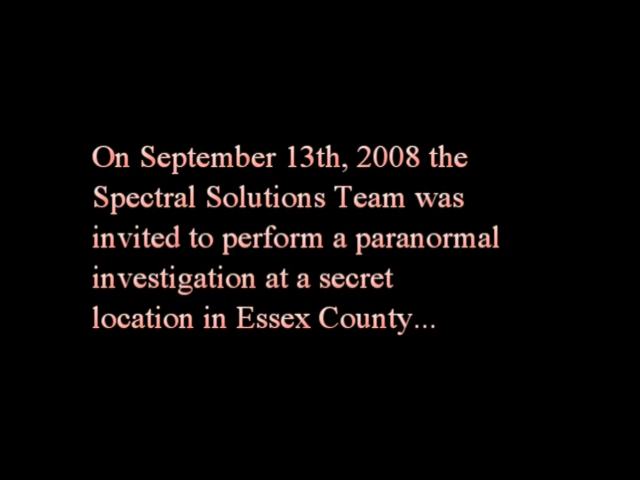 On September 13th, 2008 the
Spectral Solutions Team was
invited to perform a paranormal
investigation at a secret
location in Essex County...